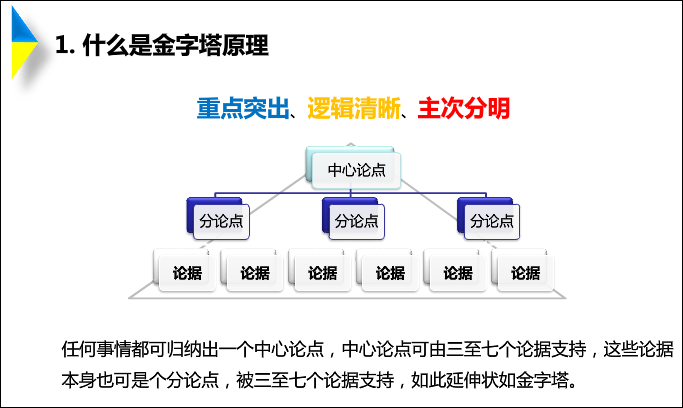 1. 什么是金字塔原理
重点突出、逻辑清晰、主次分明
中心论点
分论点 分论点 分论点
论据 论据 论据 论据 论据 论据
任何事情都可归纳出一个中心论点，中心论点可由三至七个论据支持，这些论据
本身也可是个分论点，被三至七个论据支持，如此延伸状如金字塔。